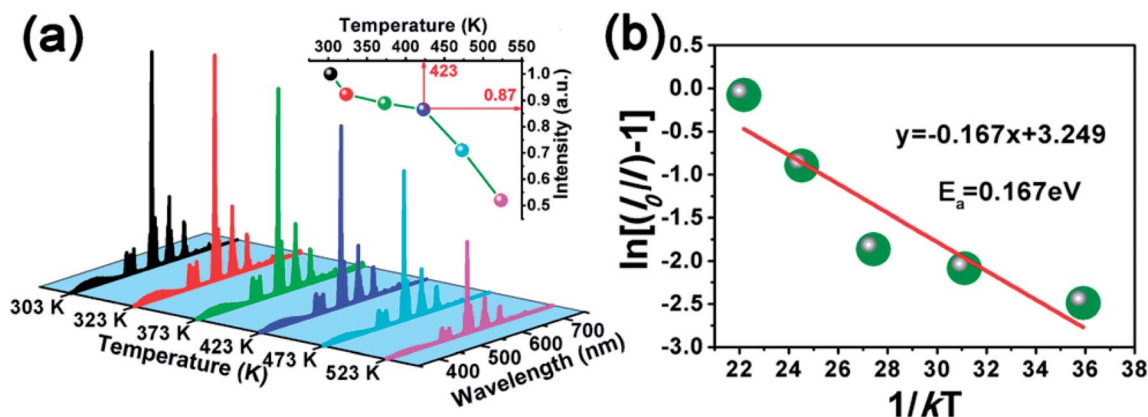 (a)
Temperature (K)
300 350 400 450 500 550
423
0.87
1.0
0.9
0.8
0.7
0.6
0.5
Intensity (a.u.)
303 K
323 K
373 K
423 K
473 K
523 K
Temperature (K)
400
500
600
700
Wavelength (nm)
(b)
0.5
0.0
-0.5
-1.0
-1.5
-2.0
-2.5
-3.0
ln[(I0/I)-1]
y=-0.167x+3.249
Ea=0.167eV
22 24 26 28 30 32 34 36 38
1/kT